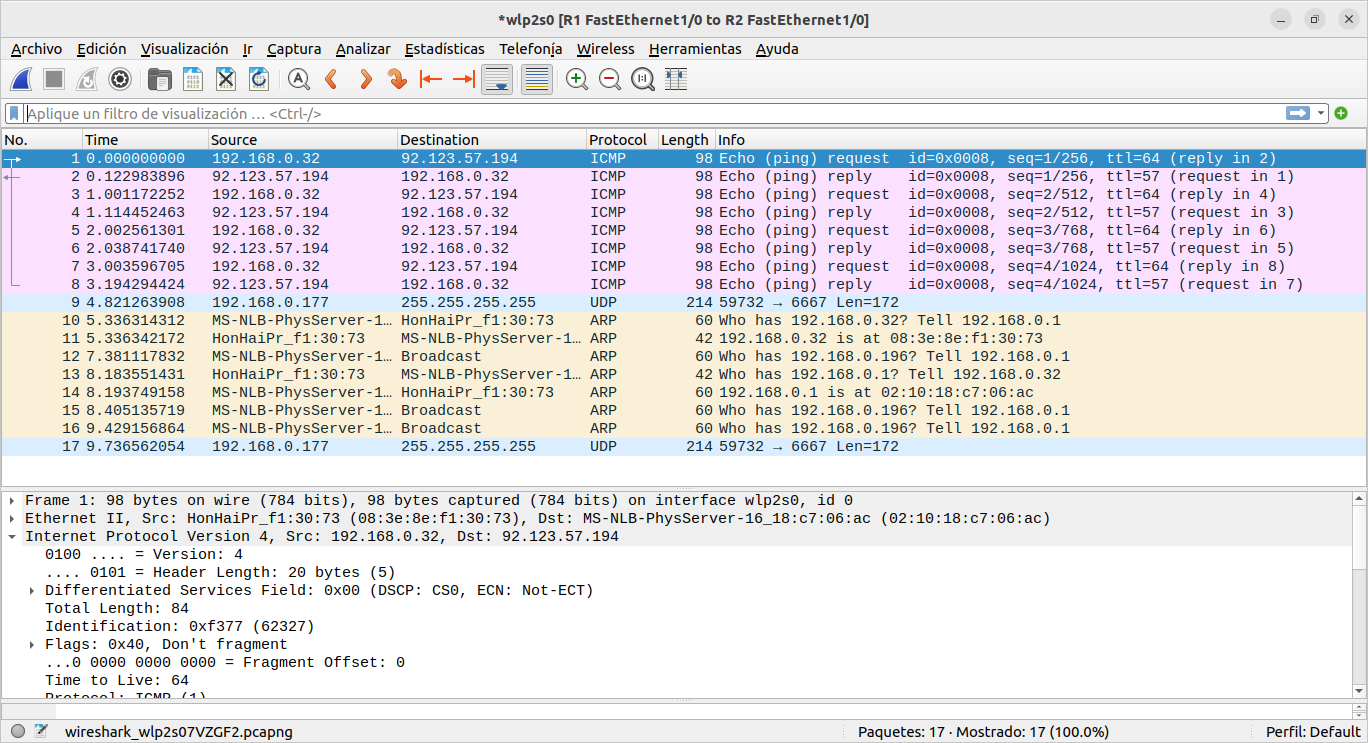 *wlp2s0 [R1 FastEthernet1/0 to R2 FastEthernet1/0]
Archivo Edición Visualización Ir Captura Analizar Estadísticas Telefonía Wireless Herramientas Ayuda
Aplique un filtro de visualización … <Ctrl-/>
No. Time Source Destination Protocol Length Info
1 0.000000000 192.168.0.32 92.123.57.194 ICMP 98 Echo (ping) request id=0x0008, seq=1/256, ttl=64 (reply in 2)
2 0.122983896 92.123.57.194 192.168.0.32 ICMP 98 Echo (ping) reply id=0x0008, seq=1/256, ttl=57 (request in 1)
3 1.001172252 192.168.0.32 92.123.57.194 ICMP 98 Echo (ping) request id=0x0008, seq=2/512, ttl=64 (reply in 4)
4 1.114452463 92.123.57.194 192.168.0.32 ICMP 98 Echo (ping) reply id=0x0008, seq=2/512, ttl=57 (request in 3)
5 2.002561301 192.168.0.32 92.123.57.194 ICMP 98 Echo (ping) request id=0x0008, seq=3/768, ttl=64 (reply in 6)
6 2.038741740 92.123.57.194 192.168.0.32 ICMP 98 Echo (ping) reply id=0x0008, seq=3/768, ttl=57 (request in 5)
7 3.003596705 192.168.0.32 92.123.57.194 ICMP 98 Echo (ping) request id=0x0008, seq=4/1024, ttl=64 (reply in 8)
8 3.194294424 92.123.57.194 192.168.0.32 ICMP 98 Echo (ping) reply id=0x0008, seq=4/1024, ttl=57 (request in 7)
9 4.821263908 192.168.0.177 255.255.255.255 UDP 214 59732 → 6667 Len=172
10 5.336314312 MS-NLB-PhysServer-1… HonHaiPr_f1:30:73 ARP 60 Who has 192.168.0.32? Tell 192.168.0.1
11 5.336342172 HonHaiPr_f1:30:73 MS-NLB-PhysServer-1… ARP 42 192.168.0.32 is at 08:3e:8e:f1:30:73
12 7.381117832 MS-NLB-PhysServer-1… Broadcast ARP 60 Who has 192.168.0.196? Tell 192.168.0.1
13 8.183551431 HonHaiPr_f1:30:73 MS-NLB-PhysServer-1… ARP 42 Who has 192.168.0.1? Tell 192.168.0.32
14 8.193749158 MS-NLB-PhysServer-1… HonHaiPr_f1:30:73 ARP 60 192.168.0.1 is at 02:10:18:c7:06:ac
15 8.405135719 MS-NLB-PhysServer-1… Broadcast ARP 60 Who has 192.168.0.196? Tell 192.168.0.1
16 9.429156864 MS-NLB-PhysServer-1… Broadcast ARP 60 Who has 192.168.0.196? Tell 192.168.0.1
17 9.736562054 192.168.0.177 255.255.255.255 UDP 214 59732 → 6667 Len=172
Frame 1: 98 bytes on wire (784 bits), 98 bytes captured (784 bits) on interface wlp2s0, id 0
Ethernet II, Src: HonHaiPr_f1:30:73 (08:3e:8e:f1:30:73), Dst: MS-NLB-PhysServer-16_18:c7:06:ac (02:10:18:c7:06:ac)
Internet Protocol Version 4, Src: 192.168.0.32, Dst: 92.123.57.194
0100 .... = Version: 4
.... 0101 = Header Length: 20 bytes (5)
Differentiated Services Field: 0x00 (DSCP: CS0, ECN: Not-ECT)
Total Length: 84
Identification: 0xf377 (62327)
Flags: 0x40, Don't fragment
...0 0000 0000 0000 = Fragment Offset: 0
Time to Live: 64
Protocol: ICMP (1)
wireshark_wlp2s07VZGF2.pcapng Paquetes: 17 · Mostrado: 17 (100.0%) Perfil: Default